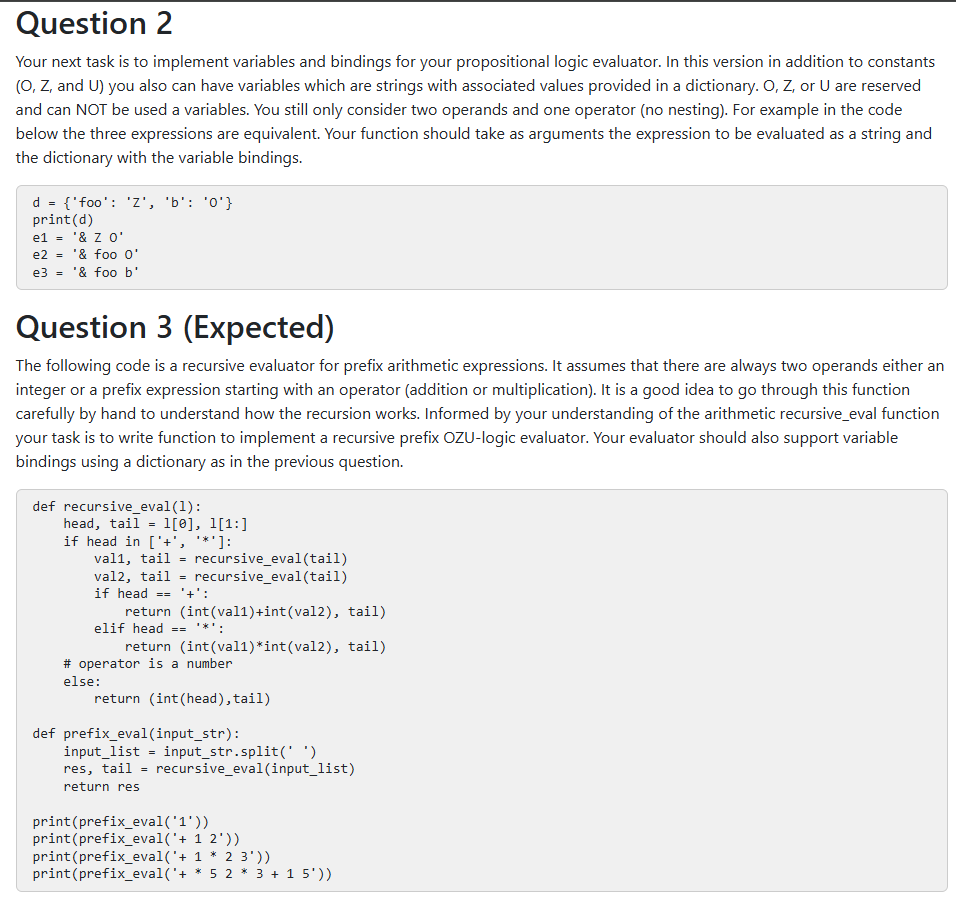 Question 2
Your next task is to implement variables and bindings for your propositional logic evaluator. In this version in addition to constants
(O, Z, and U) you also can have variables which are strings with associated values provided in a dictionary. O, Z, or U are reserved
and can NOT be used a variables. You still only consider two operands and one operator (no nesting). For example in the code
below the three expressions are equivalent. Your function should take as arguments the expression to be evaluated as a string and
the dictionary with the variable bindings.
d = {'foo': 'Z', 'b': 'O'}
print(d)
e1 = '& Z O'
e2 = '& foo O'
e3 = '& foo b'
Question 3 (Expected)
The following code is a recursive evaluator for prefix arithmetic expressions. It assumes that there are always two operands either an
integer or a prefix expression starting with an operator (addition or multiplication). It is a good idea to go through this function
carefully by hand to understand how the recursion works. Informed by your understanding of the arithmetic recursive_eval function
your task is to write function to implement a recursive prefix OZU-logic evaluator. Your evaluator should also support variable
bindings using a dictionary as in the previous question.
def recursive_eval(l):
    head, tail = l[0], l[1:]
    if head in ['+', '*']:
        val1, tail = recursive_eval(tail)
        val2, tail = recursive_eval(tail)
        if head == '+':
            return (int(val1)+int(val2), tail)
        elif head == '*':
            return (int(val1)*int(val2), tail)
    # operator is a number
    else:
        return (int(head),tail)
def prefix_eval(input_str):
    input_list = input_str.split(' ')
    res, tail = recursive_eval(input_list)
    return res
print(prefix_eval('1'))
print(prefix_eval('+ 1 2'))
print(prefix_eval('+ 1 * 2 3'))
print(prefix_eval('+ * 5 2 * 3 + 1 5'))